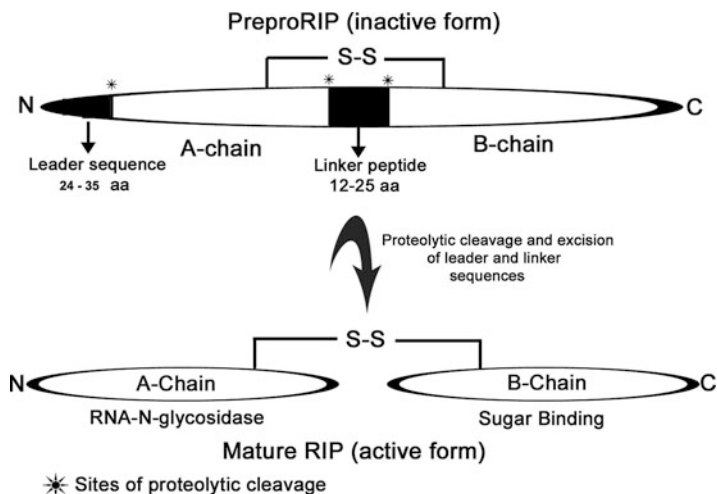 PreproRIP (inactive form)
S-S
N
C
A-chain
B-chain
Leader sequence
24 - 35 aa
Linker peptide
12-25 aa
Proteolytic cleavage and excision
of leader and linker
sequences
S-S
N
A-Chain
B-Chain
C
RNA-N-glycosidase
Sugar Binding
Mature RIP (active form)
Sites of proteolytic cleavage